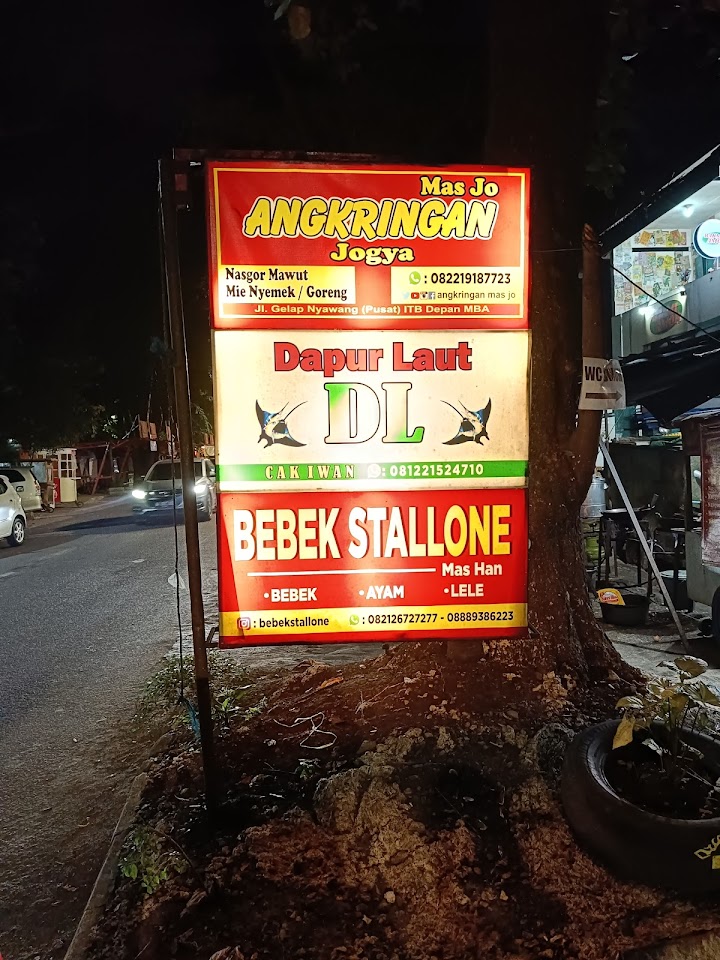 Mas Jo
ANGKRINGAN
Jogya
Nasgor Mawut
Mie Nyemek / Goreng
: 082219187723
angkringan mas jo
Jl. Gelap Nyawang (Pusat) ITB Depan MBA
Dapur Laut
DL
CAK IWAN : 081221524710
BEBEK STALLONE
Mas Han
• BEBEK • AYAM • LELE
: bebekstallone : 082126727277 - 08889386223
WC